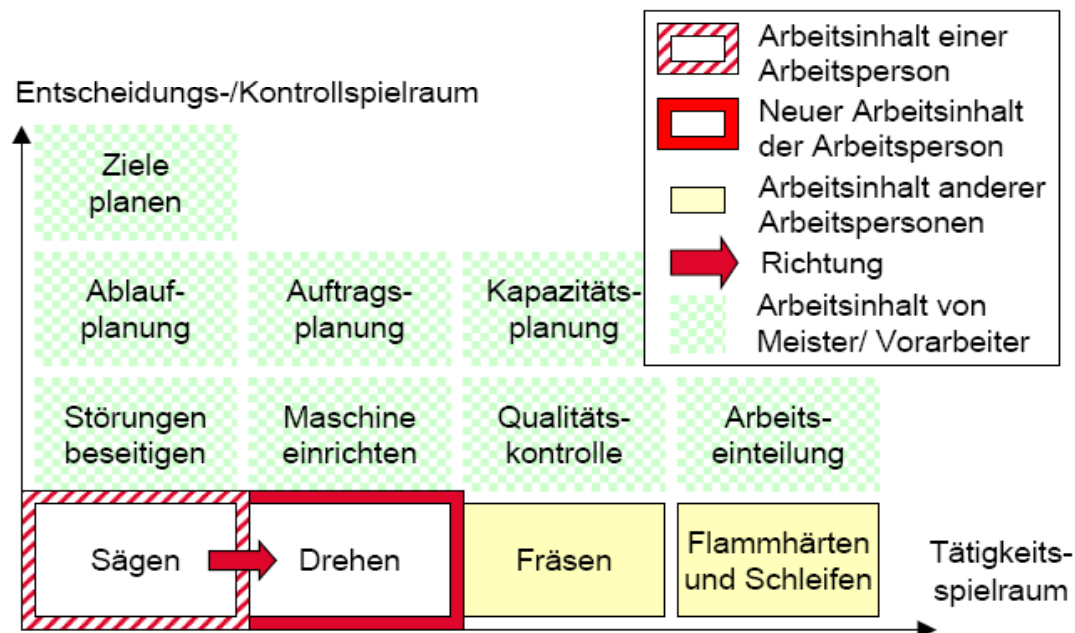 Entscheidungs-/Kontrollspielraum
Arbeitsinhalt einer
Arbeitsperson
Neuer Arbeitsinhalt
der Arbeitsperson
Arbeitsinhalt anderer
Arbeitspersonen
Richtung
Arbeitsinhalt von
Meister/ Vorarbeiter
Ziele
planen
Ablauf-
planung
Auftrags-
planung
Kapazitäts-
planung
Störungen
beseitigen
Maschine
einrichten
Qualitäts-
kontrolle
Arbeits-
einteilung
Sägen
Drehen
Fräsen
Flammhärten
und Schleifen
Tätigkeits-
spielraum